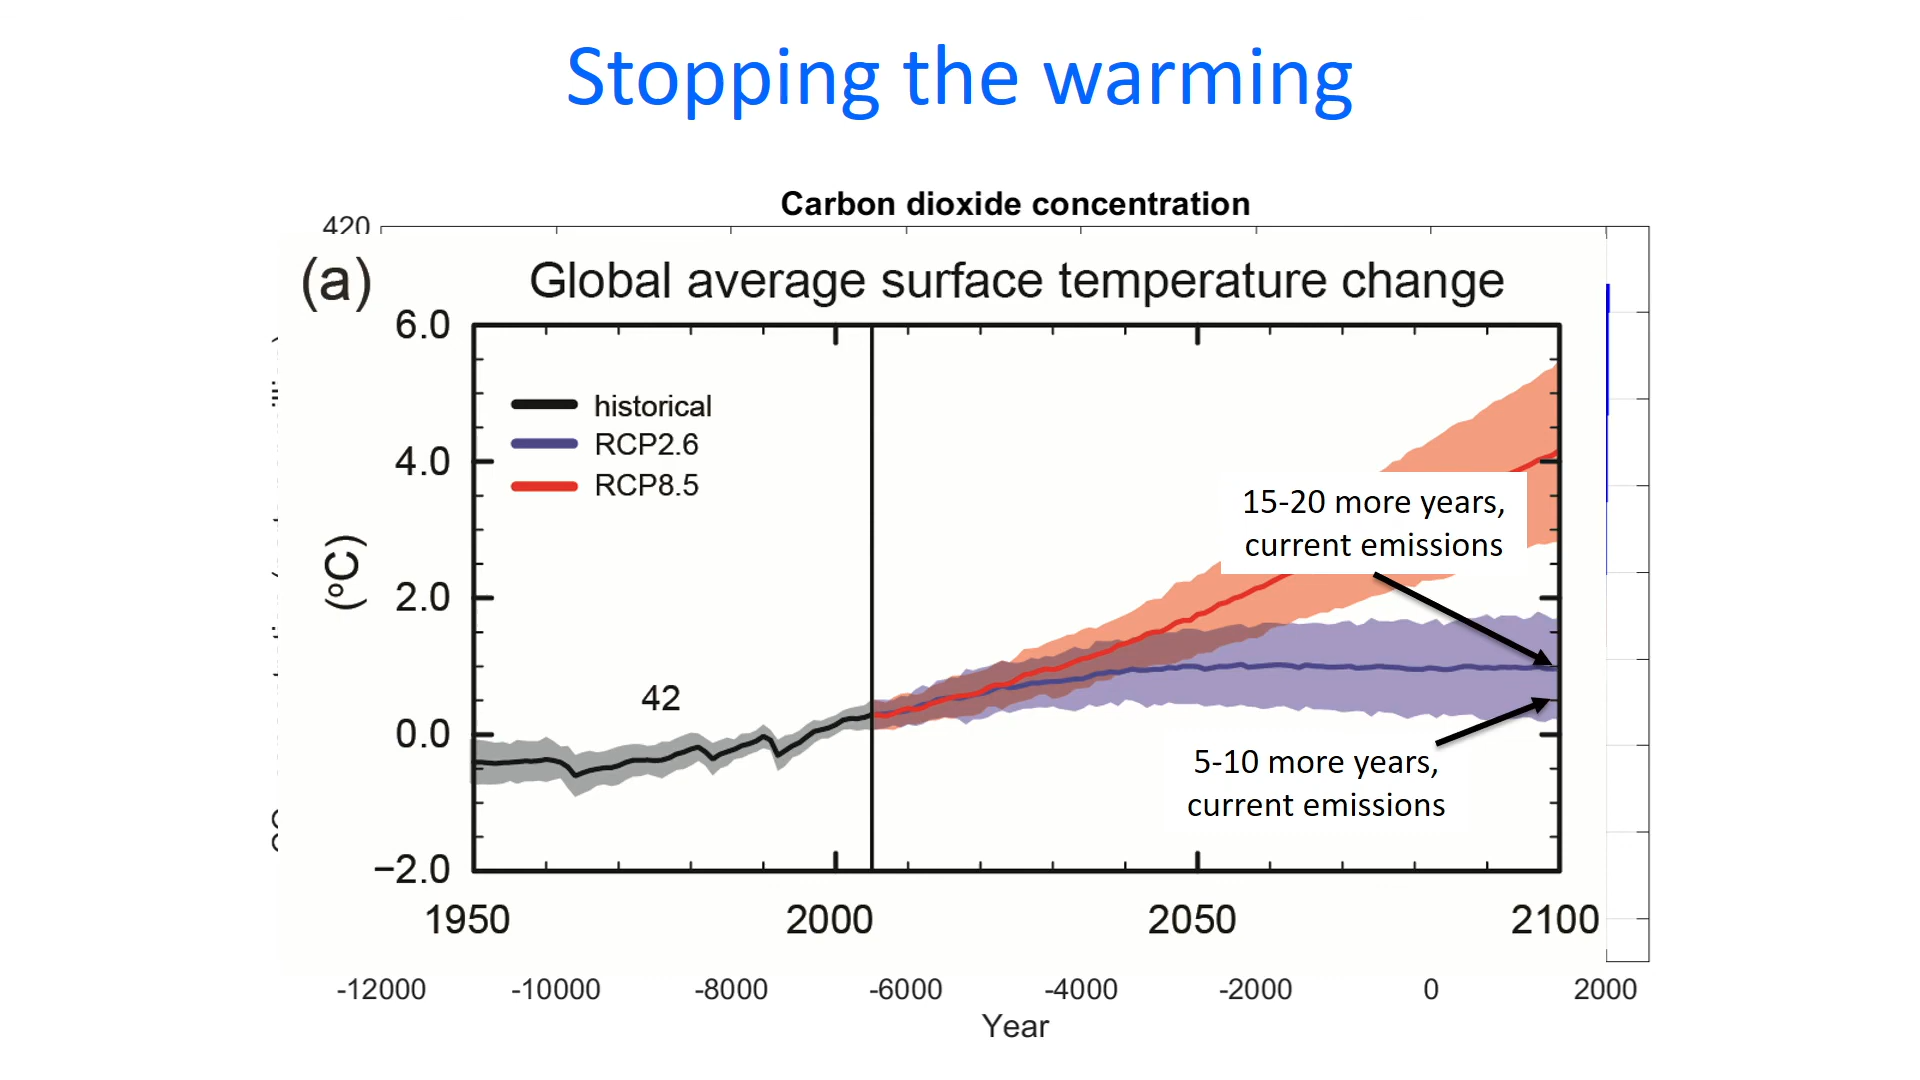 Stopping the warming
Carbon dioxide concentration
420
(a)
Global average surface temperature change
6.0
4.0
2.0
0.0
−2.0
(°C)
historical
RCP2.6
RCP8.5
42
15-20 more years,
current emissions
5-10 more years,
current emissions
1950 2000 2050 2100
-12000 -10000 -8000 -6000 -4000 -2000 0 2000
Year